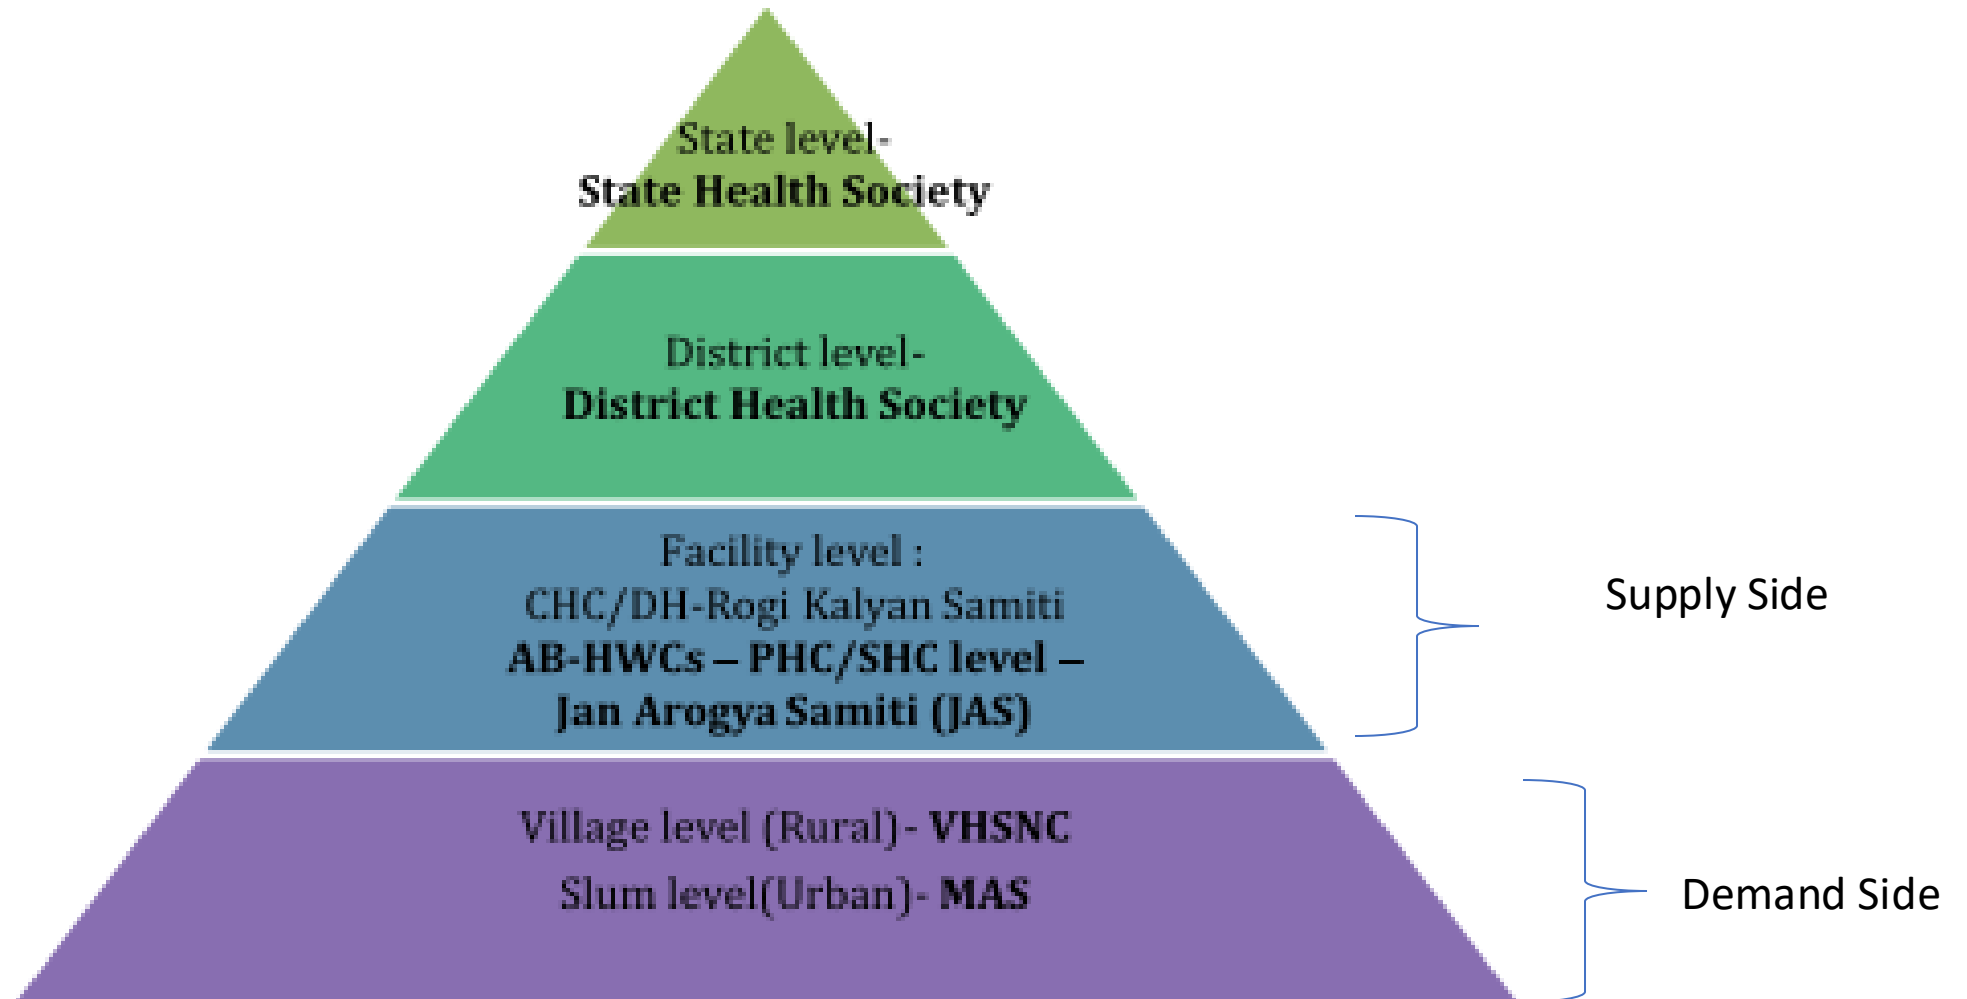 State level-
State Health Society
District level-
District Health Society
Facility level :
CHC/DH-Rogi Kalyan Samiti
AB-HWCs – PHC/SHC level –
Jan Arogya Samiti (JAS)
Supply Side
Village level (Rural)- VHSNC
Slum level(Urban)- MAS
Demand Side